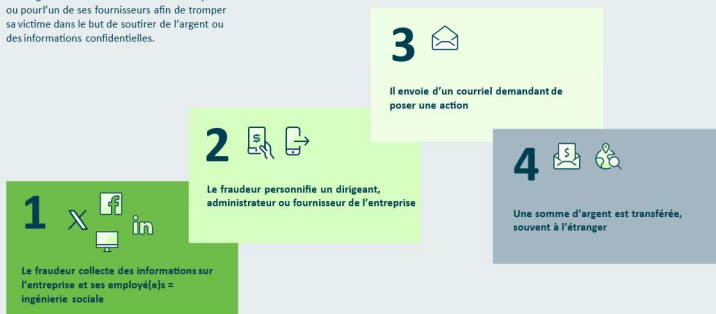 ou pourl'un de ses fournisseurs afin de tromper
sa victime dans le but de soutirer de l'argent ou
des informations confidentielles.
1
Le fraudeur collecte des informations sur
l'entreprise et ses employé(e)s =
ingénierie sociale
2
Le fraudeur personnifie un dirigeant,
administrateur ou fournisseur de l'entreprise
3
Il envoie d'un courriel demandant de
poser une action
4
Une somme d'argent est transférée,
souvent à l'étranger